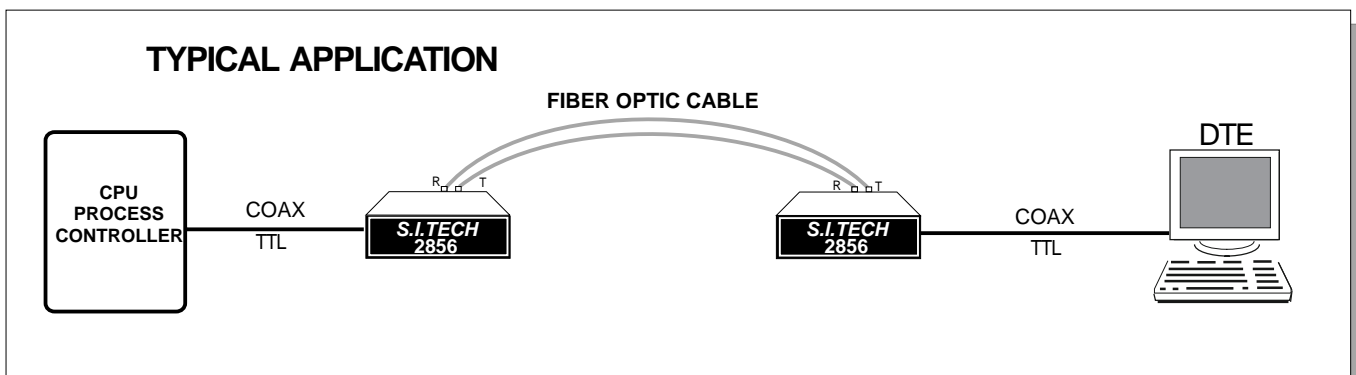 TYPICAL APPLICATION
FIBER OPTIC CABLE
DTE
R T
R T
CPU
PROCESS
CONTROLLER
COAX
TTL
S.I.TECH
2856
S.I.TECH
2856
COAX
TTL